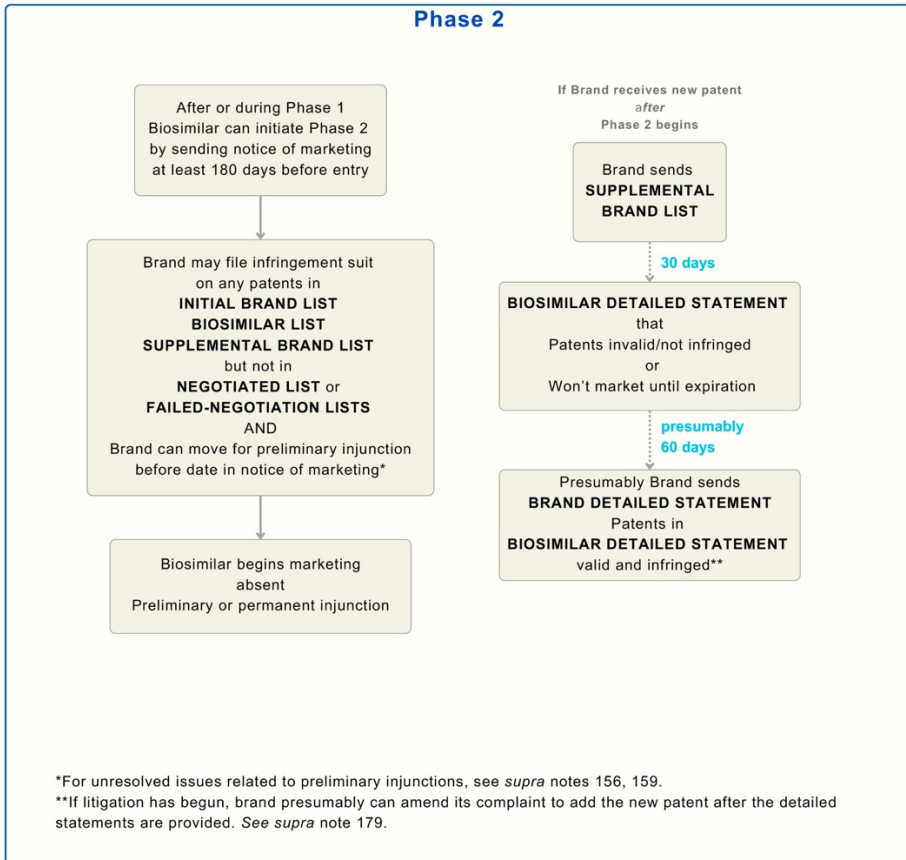 Phase 2
After or during Phase 1
Biosimilar can initiate Phase 2
by sending notice of marketing
at least 180 days before entry
Brand may file infringement suit
on any patents in
INITIAL BRAND LIST
BIOSIMILAR LIST
SUPPLEMENTAL BRAND LIST
but not in
NEGOTIATED LIST or
FAILED-NEGOTIATION LISTS
AND
Brand can move for preliminary injunction
before date in notice of marketing*
Biosimilar begins marketing
absent
Preliminary or permanent injunction
If Brand receives new patent
after
Phase 2 begins
Brand sends
SUPPLEMENTAL
BRAND LIST
30 days
BIOSIMILAR DETAILED STATEMENT
that
Patents invalid/not infringed
or
Won’t market until expiration
presumably
60 days
Presumably Brand sends
BRAND DETAILED STATEMENT
Patents in
BIOSIMILAR DETAILED STATEMENT
valid and infringed**
*For unresolved issues related to preliminary injunctions, see supra notes 156, 159.
**If litigation has begun, brand presumably can amend its complaint to add the new patent after the detailed
statements are provided. See supra note 179.